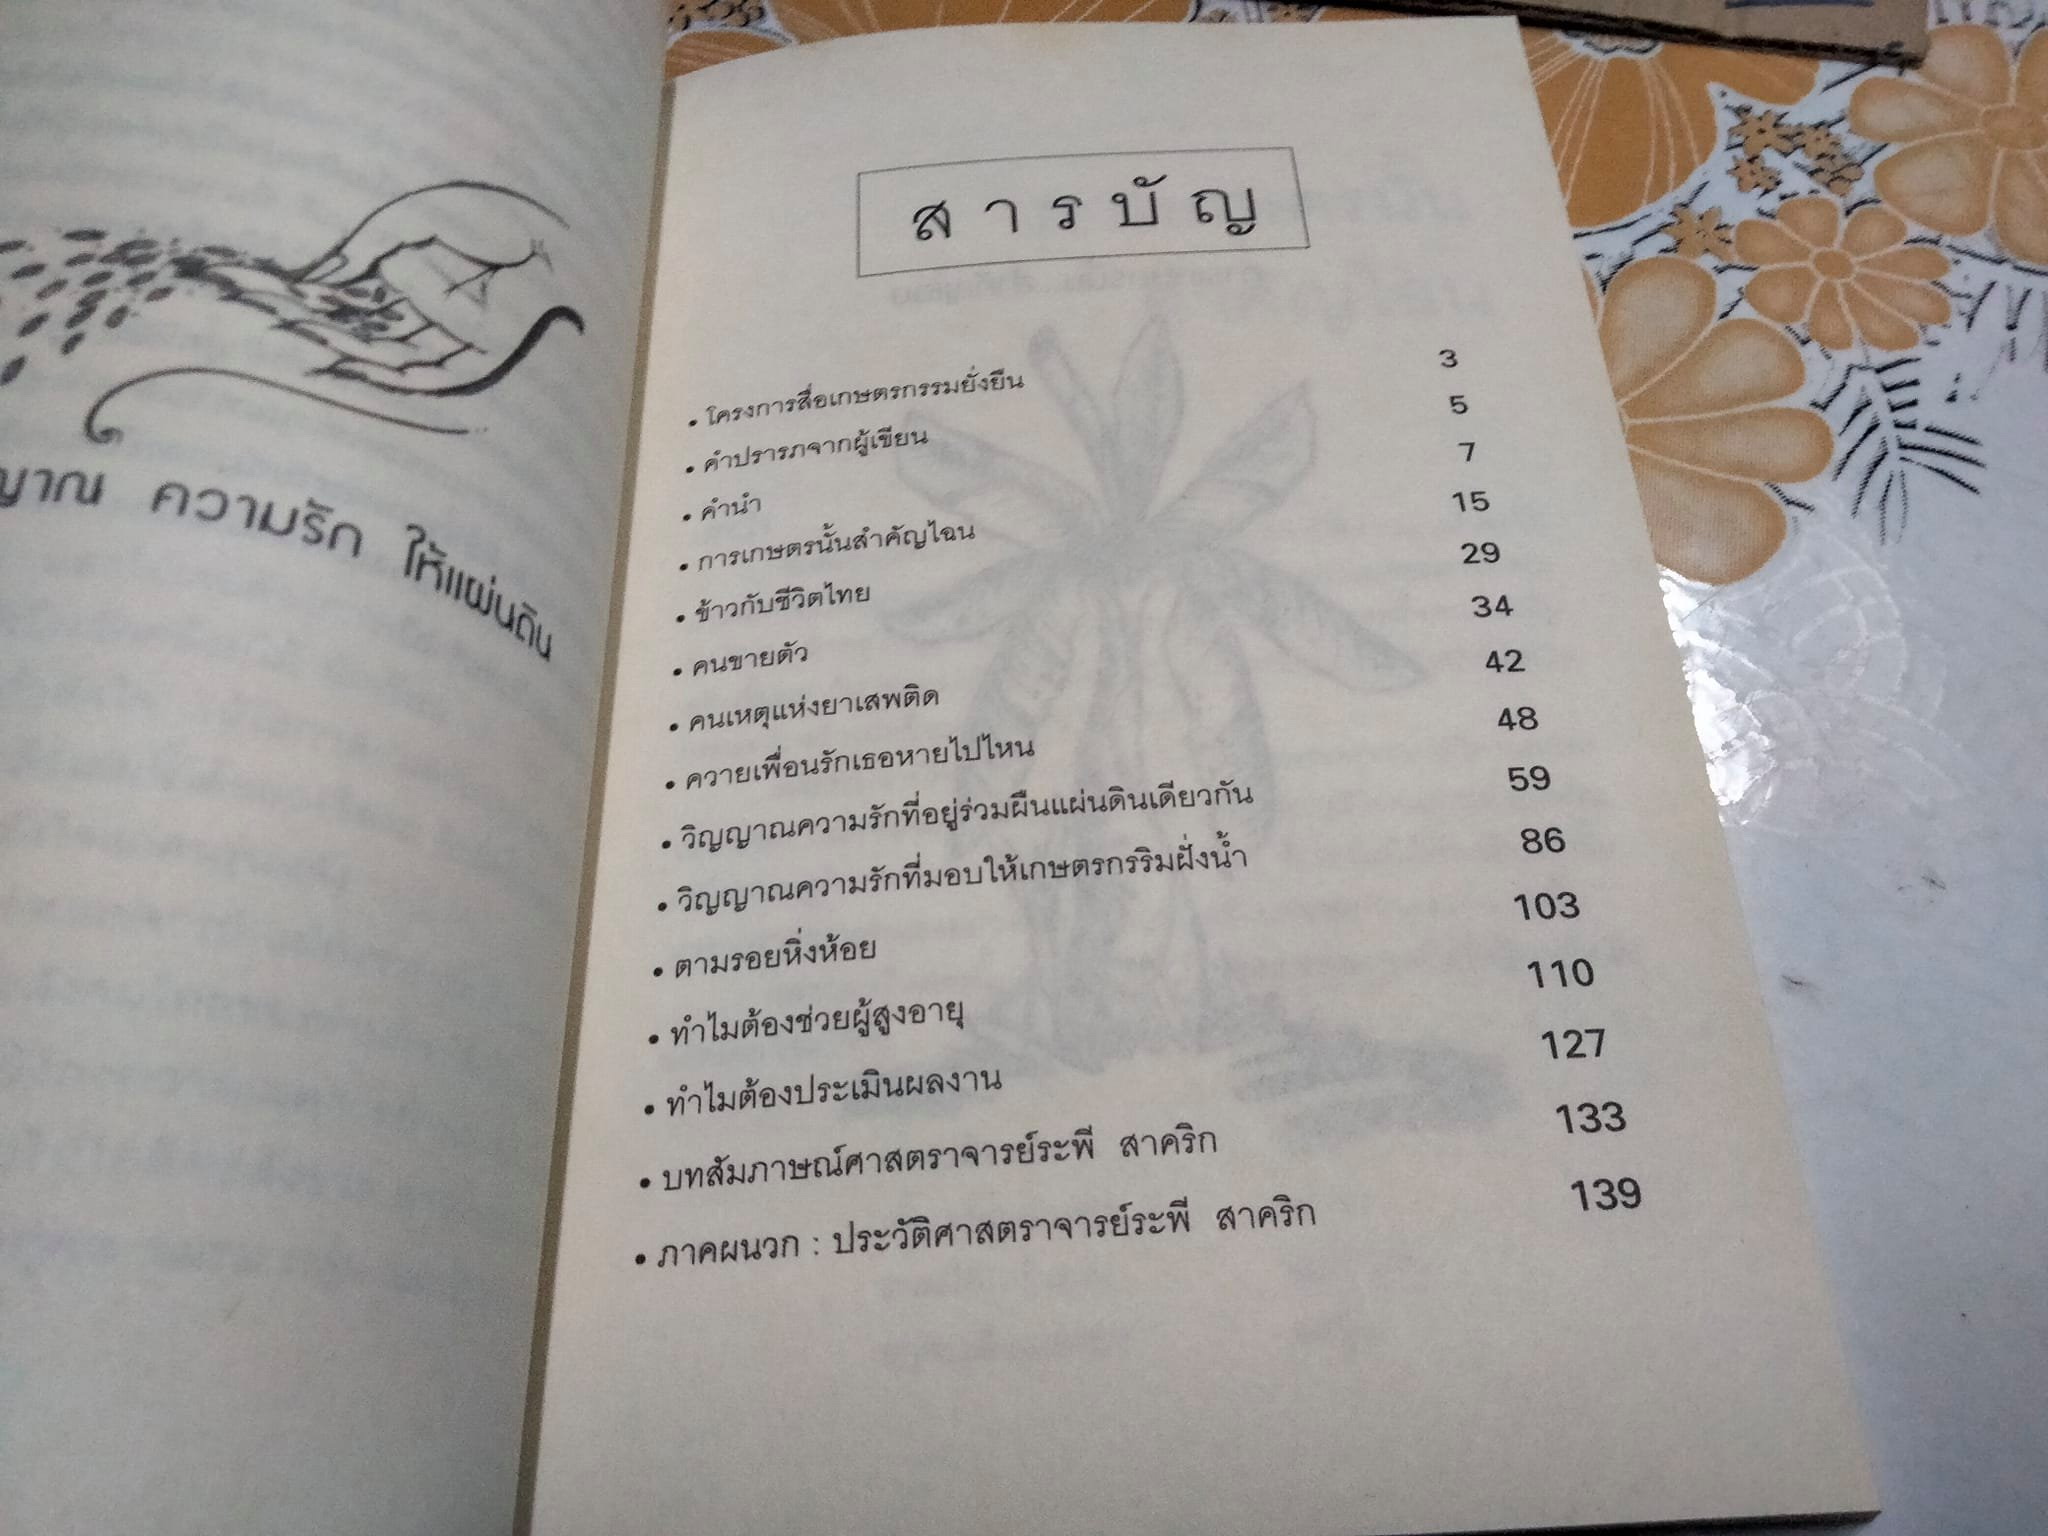 ญาณ ความรัก ให้แผ่นดิน
สารบัญ
• โครงการสื่อเกษตรกรรมยั่งยืน 3
• คำปรารภจากผู้เขียน 5
• คำนำ 7
• การเกษตรนั้นสำคัญไฉน 15
• ข้าวกับชีวิตไทย 29
• คนขายตัว 34
• คนเหตุแห่งยาเสพติด 42
• ควายเพื่อนรักเธอหายไปไหน 48
• วิญญาณความรักที่อยู่ร่วมผืนแผ่นดินเดียวกัน 59
• วิญญาณความรักที่มอบให้เกษตรกรริมฝั่งน้ำ 86
• ตามรอยหิ่งห้อย 103
• ทำไมต้องช่วยผู้สูงอายุ 110
• ทำไมต้องประเมินผลงาน 127
• บทสัมภาษณ์ศาสตราจารย์ระพี สาคริก 133
• ภาคผนวก : ประวัติศาสตราจารย์ระพี สาคริก 139